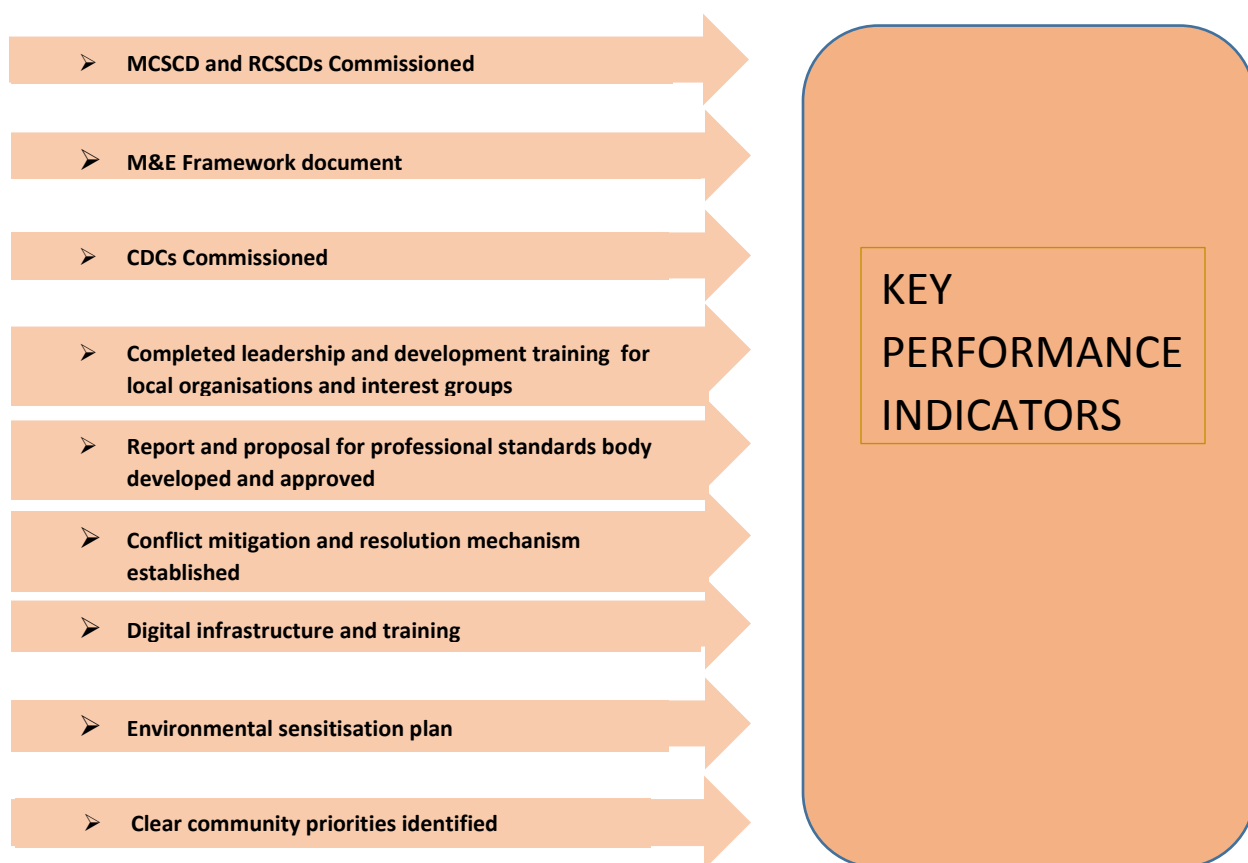 ➢ MCSCD and RCSCDs Commissioned
➢ M&E Framework document
➢ CDCs Commissioned
➢ Completed leadership and development training  for
local organisations and interest groups
➢ Report and proposal for professional standards body
developed and approved
➢ Conflict mitigation and resolution mechanism
established
➢ Digital infrastructure and training
➢ Environmental sensitisation plan
➢ Clear community priorities identified
KEY
PERFORMANCE
INDICATORS